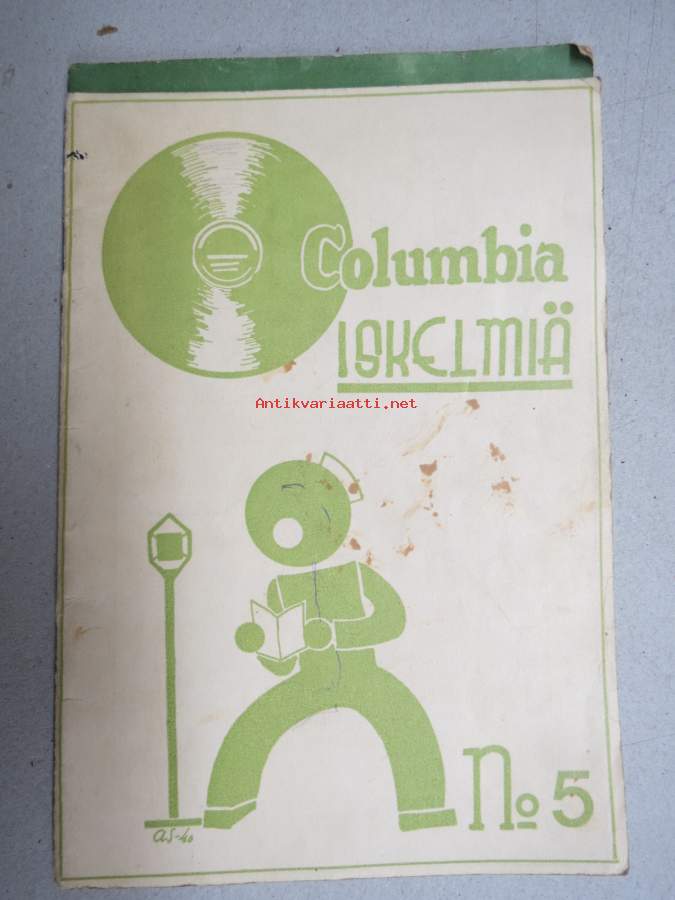 Columbia
ISKELMIÄ
Antikvariaatti.net
No 5
AS-40